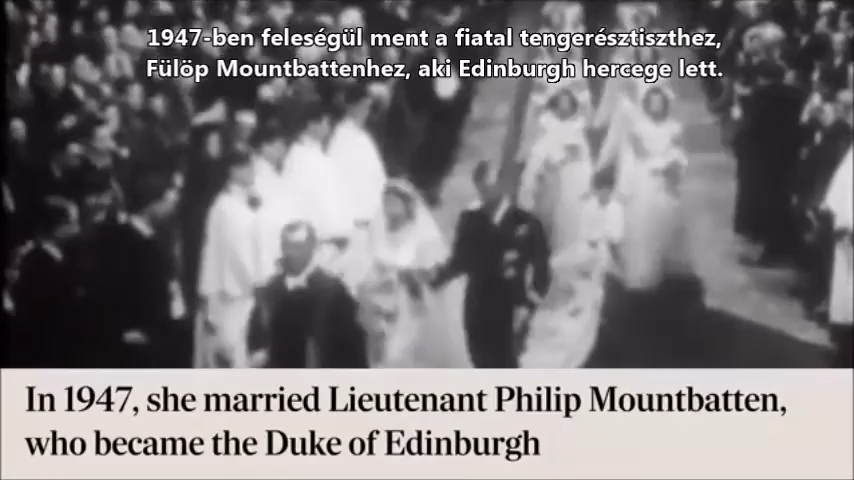 1947-ben feleségül ment a fiatal tengerésztiszthez,
Fülöp Mountbattenhez, aki Edinburgh hercege lett.
In 1947, she married Lieutenant Philip Mountbatten,
who became the Duke of Edinburgh